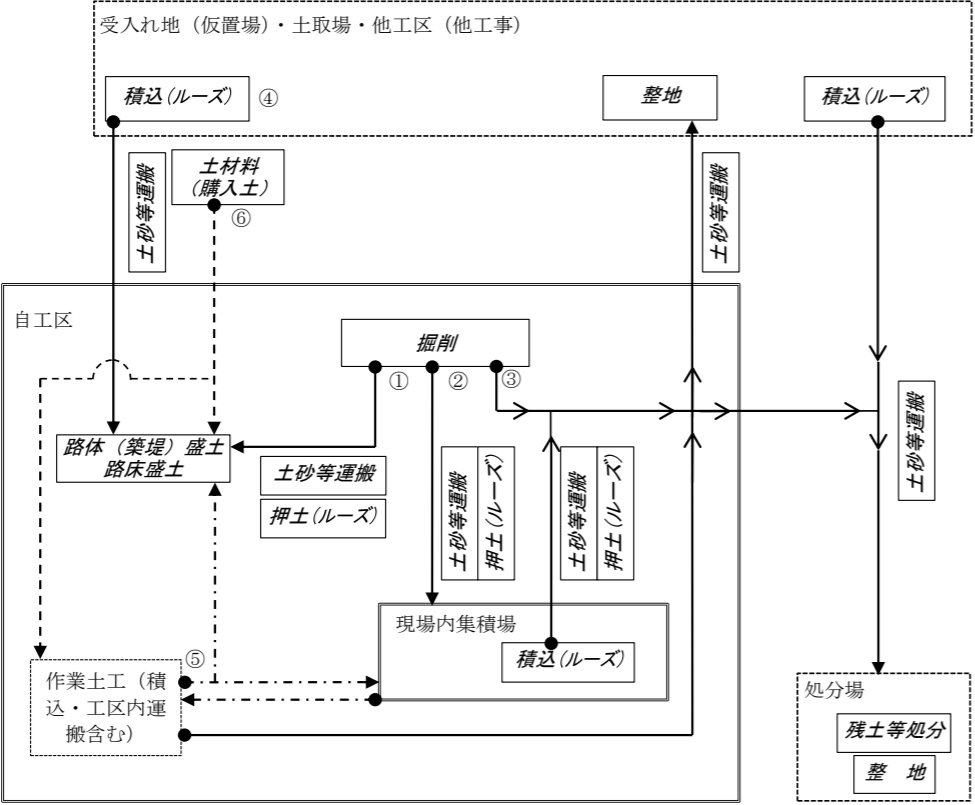 受入れ地（仮置場）・土取場・他工区（他工事）
積込（ルーズ）
④
整地
積込（ルーズ）
土砂等運搬
土材料
（購入土）
⑥
土砂等運搬
自工区
掘削
①
②
③
路体（築堤）盛土
路床盛土
土砂等運搬
押土（ルーズ）
土砂等運搬
押土（ルーズ）
土砂等運搬
押土（ルーズ）
土砂等運搬
現場内集積場
積込（ルーズ）
⑤
作業土工（積
込・工区内運
搬含む）
処分場
残土等処分
整　地